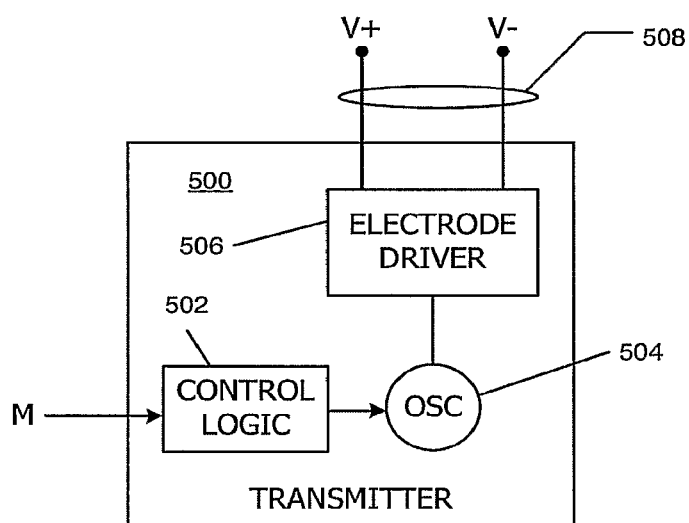 V+ V-
508
500
506
ELECTRODE
DRIVER
502
504
M
CONTROL
LOGIC
OSC
TRANSMITTER